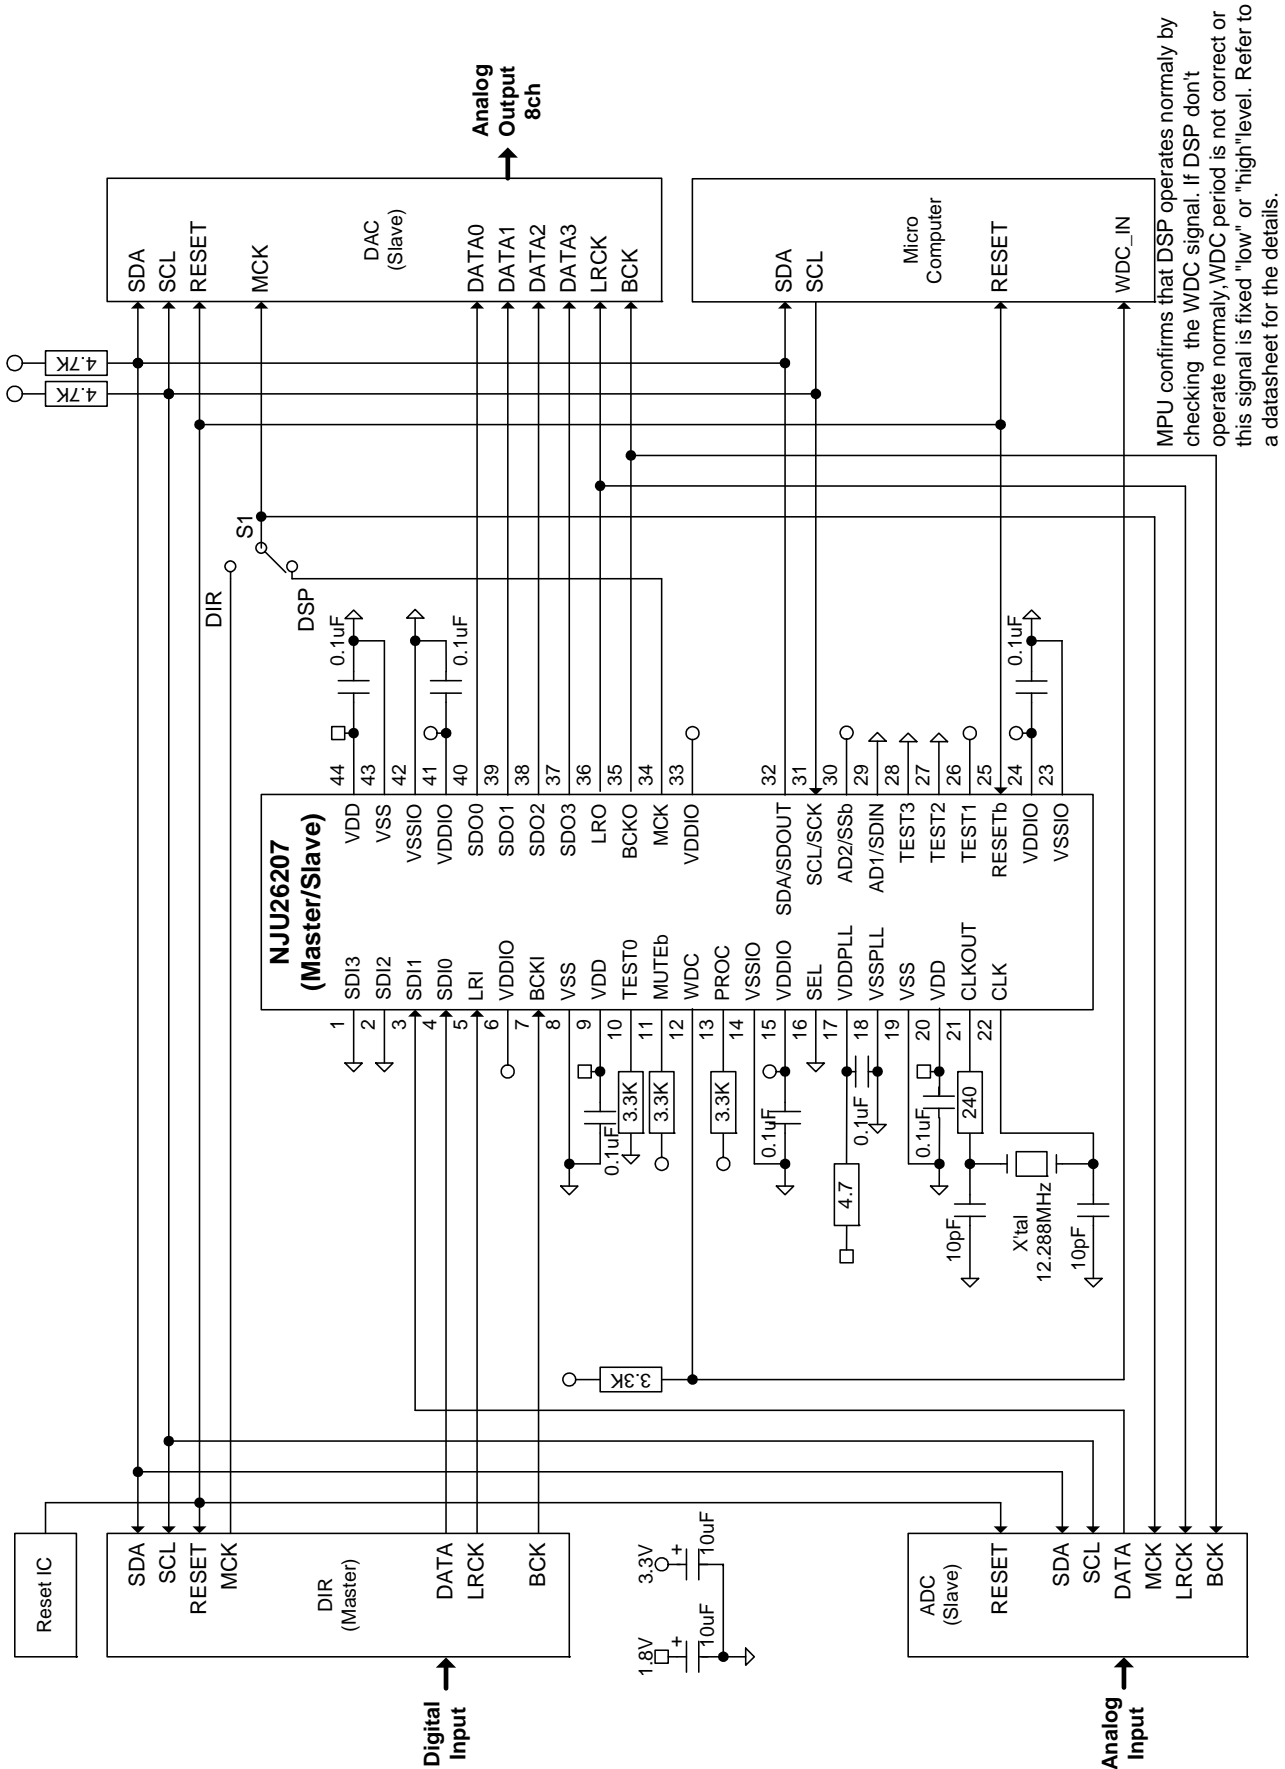 Reset IC
Digital
Input
DIR
(Master)
SDA
SCL
RESET
MCK
DATA
LRCK
BCK
1.8V
+
10uF
3.3V
+
10uF
Analog
Input
ADC
(Slave)
RESET
SDA
SCL
DATA
MCK
LRCK
BCK
NJU26207
(Master/Slave)
1 SDI3
2 SDI2
3 SDI1
4 SDI0
5 LRI
6 VDDIO
7 BCKI
8 VSS
9 VDD
10 TEST0
11 MUTEb
12 WDC
13 PROC
14 VSSIO
15 VDDIO
16 SEL
17 VDDPLL
18 VSSPLL
19 VSS
20 VDD
21 CLKOUT
22 CLK
VDD 44
VSS 43
VSSIO 42
VDDIO 41
SDO0 40
SDO1 39
SDO2 38
SDO3 37
LRO 36
BCKO 35
MCK 34
VDDIO 33
SDA/SDOUT 32
SCL/SCK 31
AD2/SSb 30
AD1/SDIN 29
TEST3 28
TEST2 27
TEST1 26
RESETb 25
VDDIO 24
VSSIO 23
0.1uF
3.3K
3.3K
3.3K
0.1uF
4.7
0.1uF
0.1uF
240
10pF
X'tal
12.288MHz
10pF
3.3K
0.1uF
0.1uF
0.1uF
DIR
DSP
S1
4.7K
4.7K
SDA
SCL
RESET
MCK
DAC
(Slave)
DATA0
DATA1
DATA2
DATA3
LRCK
BCK
Analog
Output
8ch
SDA
SCL
Micro
Computer
RESET
WDC_IN
MPU confirms that DSP operates normaly by
checking the WDC signal. If DSP don't
operate normaly,WDC period is not correct or
this signal is fixed "low" or "high"level. Refer to
a datasheet for the details.